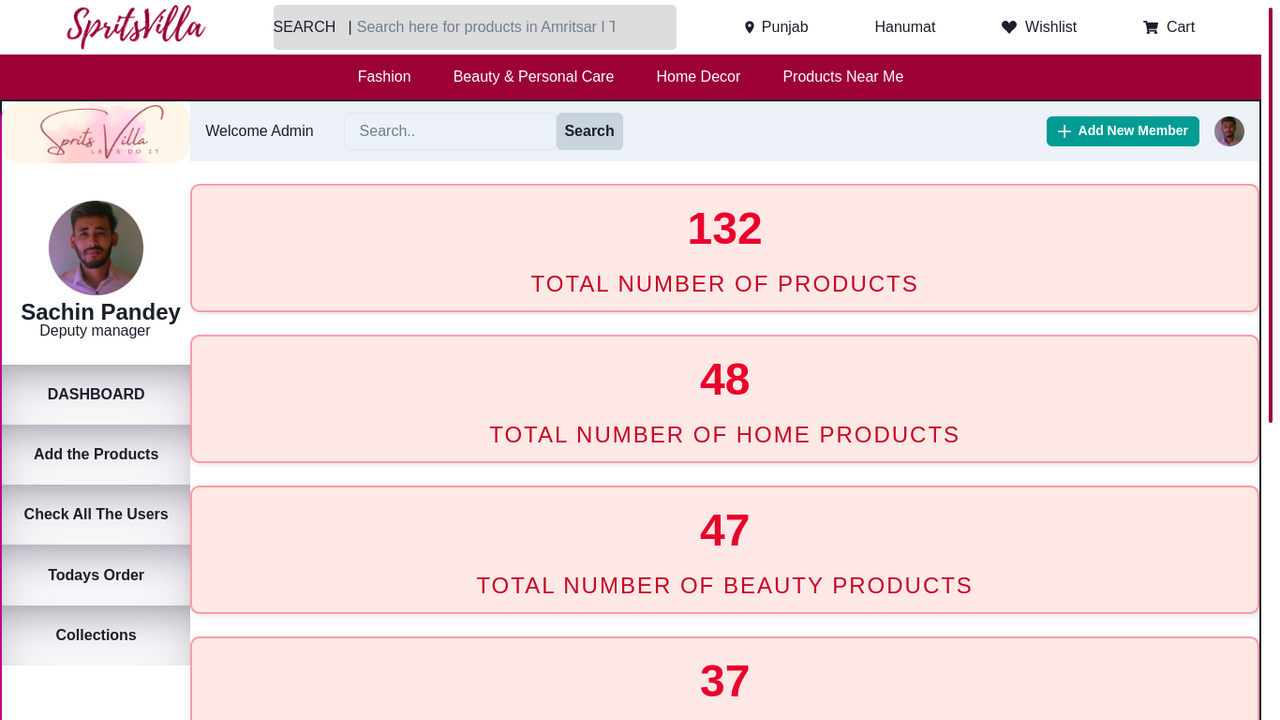 SpritsVilla
SEARCH | Search here for products in Amritsar I T
Punjab
Hanumat
Wishlist
Cart
Fashion
Beauty & Personal Care
Home Decor
Products Near Me
Sprits Villa
LET'S DO IT
Welcome Admin
Search..
Search
Add New Member
Sachin Pandey
Deputy manager
DASHBOARD
Add the Products
Check All The Users
Todays Order
Collections
132
TOTAL NUMBER OF PRODUCTS
48
TOTAL NUMBER OF HOME PRODUCTS
47
TOTAL NUMBER OF BEAUTY PRODUCTS
37